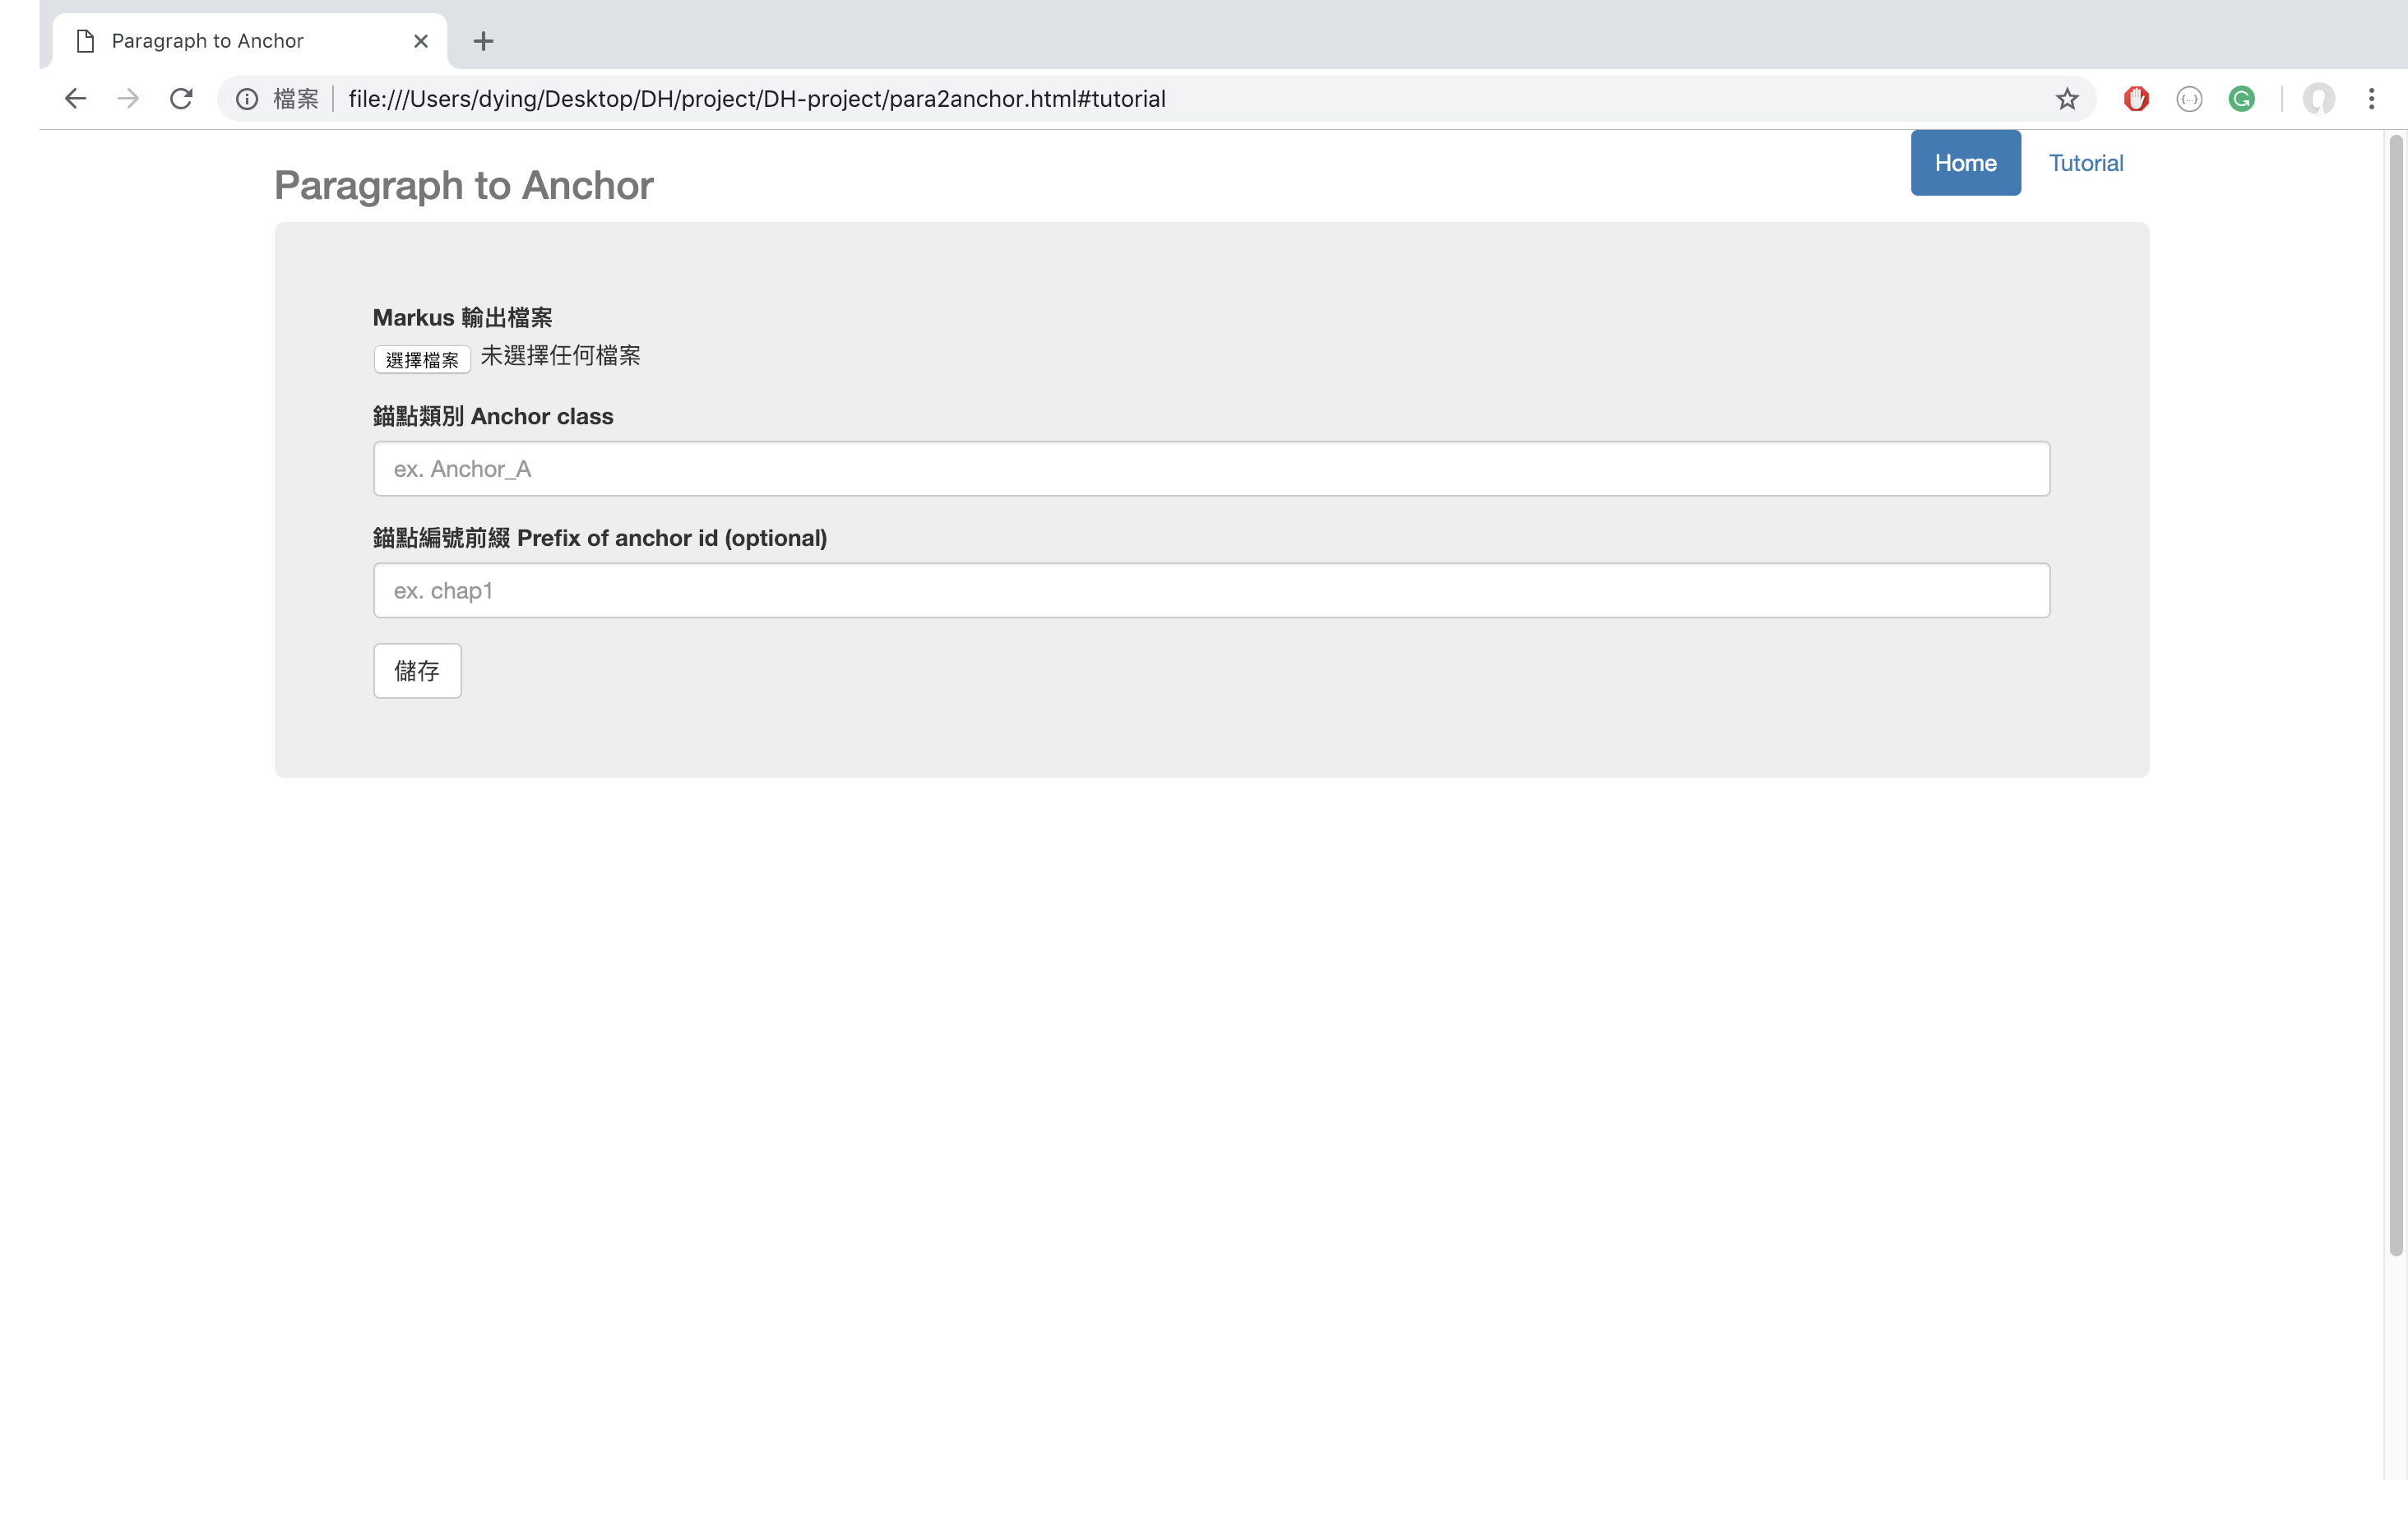 Paragraph to Anchor
檔案 file:///Users/dying/Desktop/DH/project/DH-project/para2anchor.html#tutorial
Home Tutorial
Paragraph to Anchor
Markus 輸出檔案
選擇檔案 未選擇任何檔案
錨點類別 Anchor class
ex. Anchor_A
錨點編號前綴 Prefix of anchor id (optional)
ex. chap1
儲存